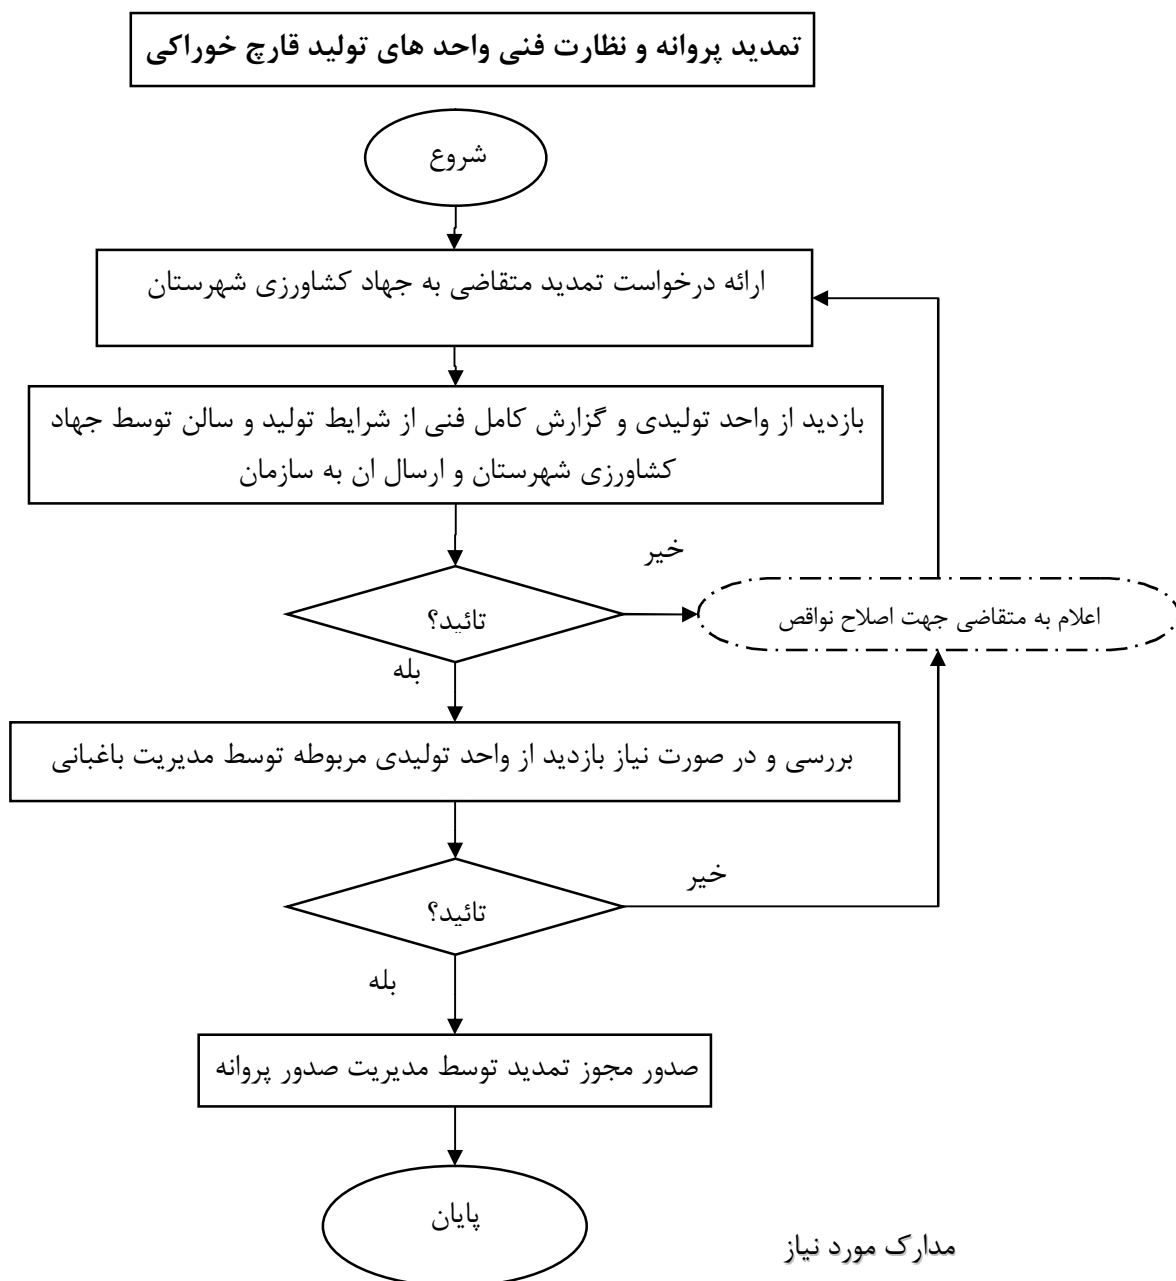 تمدید پروانه و نظارت فنی واحد های تولید قارچ خوراکی
شروع
ارائه درخواست تمدید متقاضی به جهاد کشاورزی شهرستان
بازدید از واحد تولیدی و گزارش کامل فنی از شرایط تولید و سالن توسط جهاد
کشاورزی شهرستان و ارسال ان به سازمان
خیر
تائید؟
اعلام به متقاضی جهت اصلاح نواقص
بله
بررسی و در صورت نیاز بازدید از واحد تولیدی مربوطه توسط مدیریت باغبانی
خیر
تائید؟
بله
صدور مجوز تمدید توسط مدیریت صدور پروانه
پایان
مدارک مورد نیاز